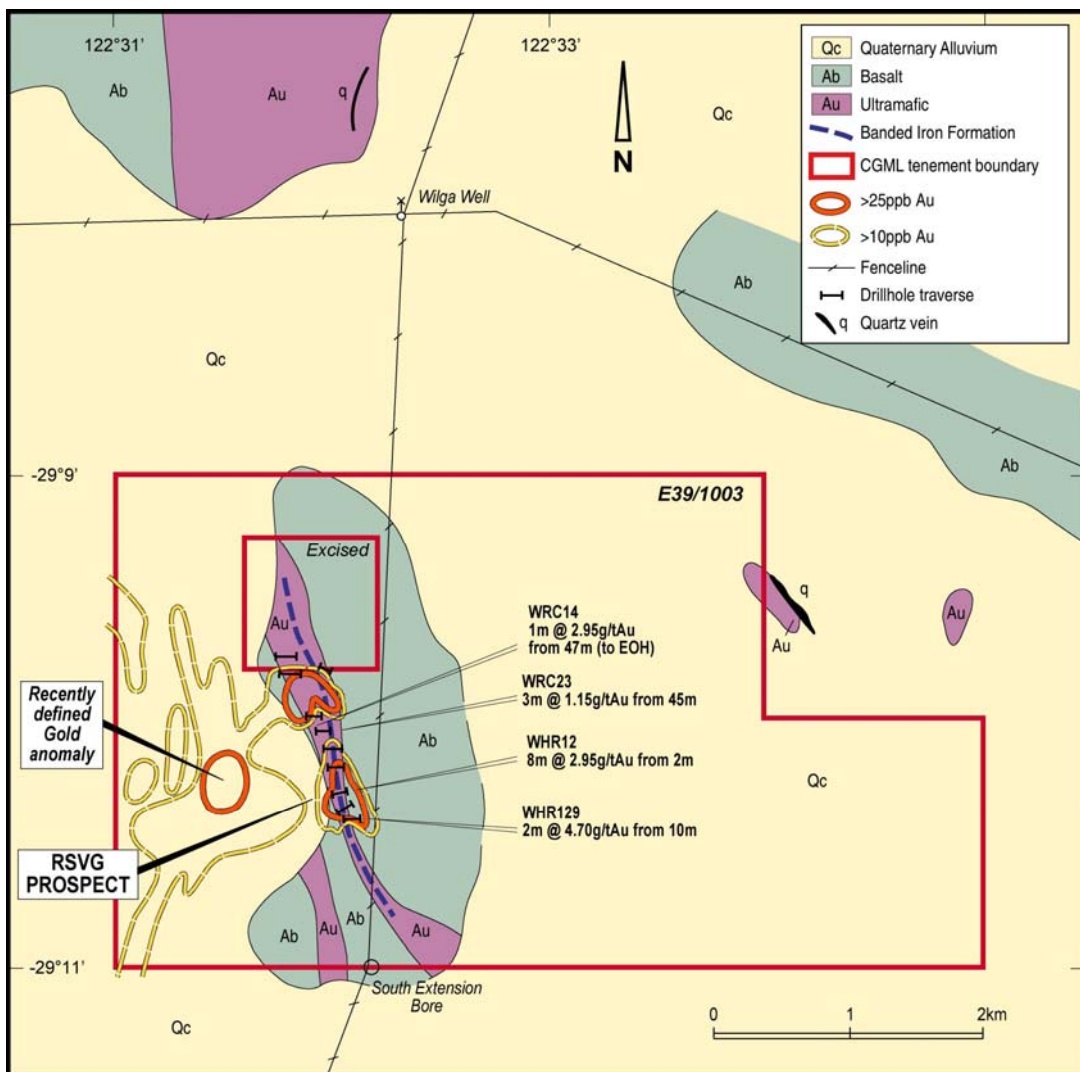 122°31'
122°33'
Qc Quaternary Alluvium
Ab Basalt
Au Ultramafic
Banded Iron Formation
CGML tenement boundary
>25ppb Au
>10ppb Au
Fenceline
Drillhole traverse
q Quartz vein
Ab
Au
q
N
Qc
Wilga Well
Ab
Qc
Ab
-29°9'
E39/1003
Excised
Au
q
Au
Au
WRC14
1m @ 2.95g/tAu
from 47m (to EOH)
WRC23
3m @ 1.15g/tAu from 45m
Recently
defined
Gold
anomaly
Ab
WHR12
8m @ 2.95g/tAu from 2m
Qc
WHR129
2m @ 4.70g/tAu from 10m
RSVG
PROSPECT
Ab
Au
Ab
Au
-29°11'
South Extension
Bore
Qc
0 1 2km